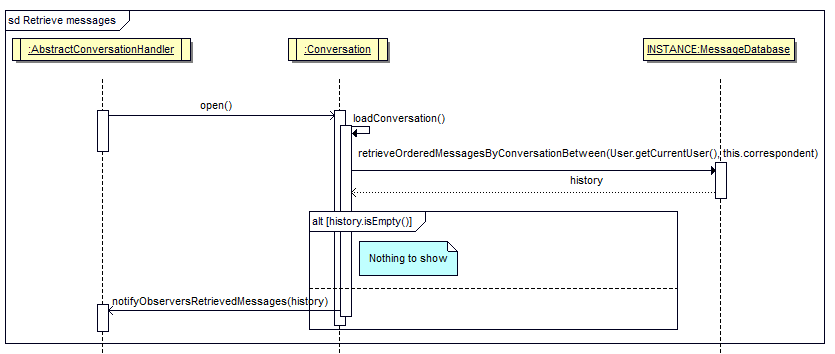 sd Retrieve messages
:AbstractConversationHandler
:Conversation
INSTANCE:MessageDatabase
open()
loadConversation()
retrieveOrderedMessagesByConversationBetween(User.getCurrentUser(), this.correspondent)
history
alt [history.isEmpty()]
Nothing to show
notifyObserversRetrievedMessages(history)